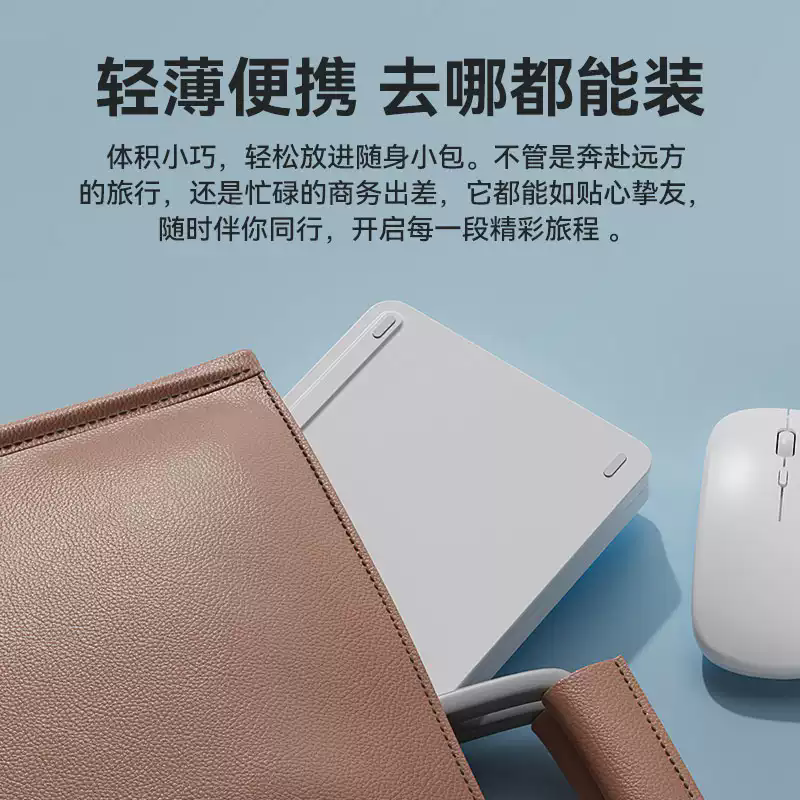 轻薄便携 去哪都能装
体积小巧，轻松放进随身小包。不管是奔赴远方
的旅行，还是忙碌的商务出差，它都能如贴心挚友，
随时伴你同行，开启每一段精彩旅程 。